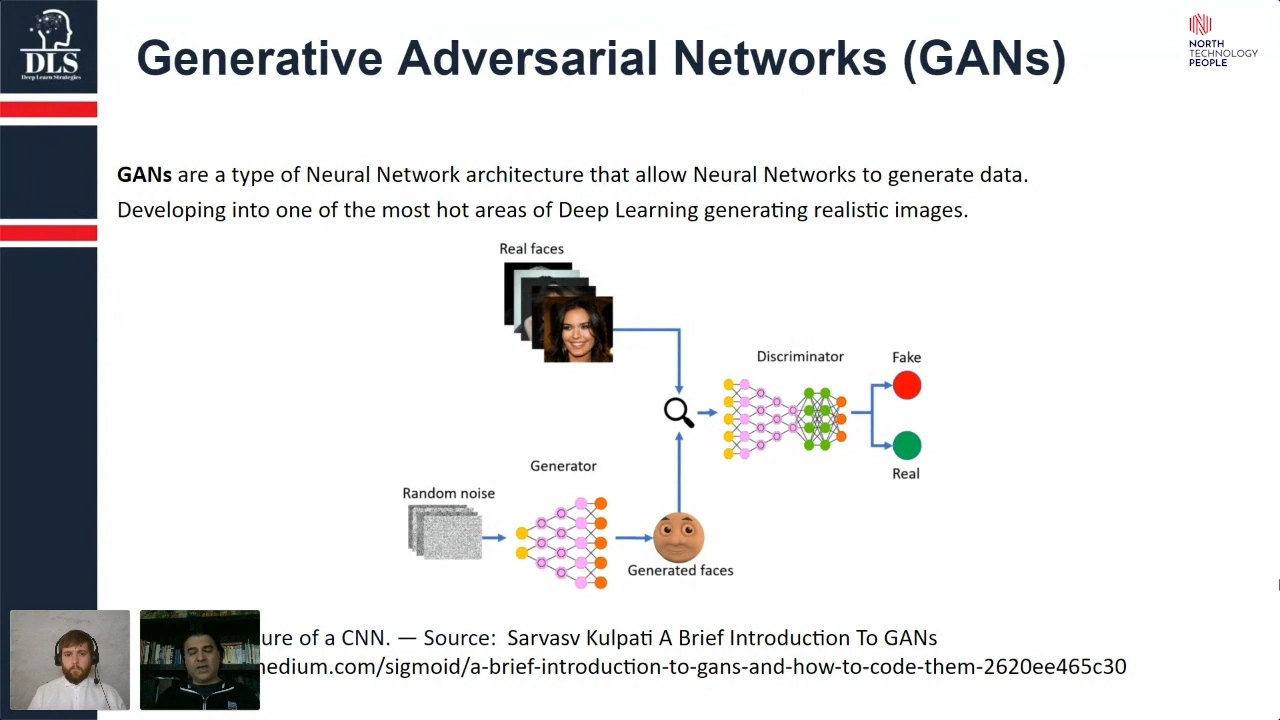 DLS
Deep Learn Strategies
Generative Adversarial Networks (GANs)
NORTH
TECHNOLOGY
PEOPLE
GANs are a type of Neural Network architecture that allow Neural Networks to generate data.
Developing into one of the most hot areas of Deep Learning generating realistic images.
Real faces
Discriminator
Fake
Real
Generator
Random noise
Generated faces
ure of a CNN. — Source: Sarvasv Kulpati A Brief Introduction To GANs
medium.com/sigmoid/a-brief-introduction-to-gans-and-how-to-code-them-2620ee465c30